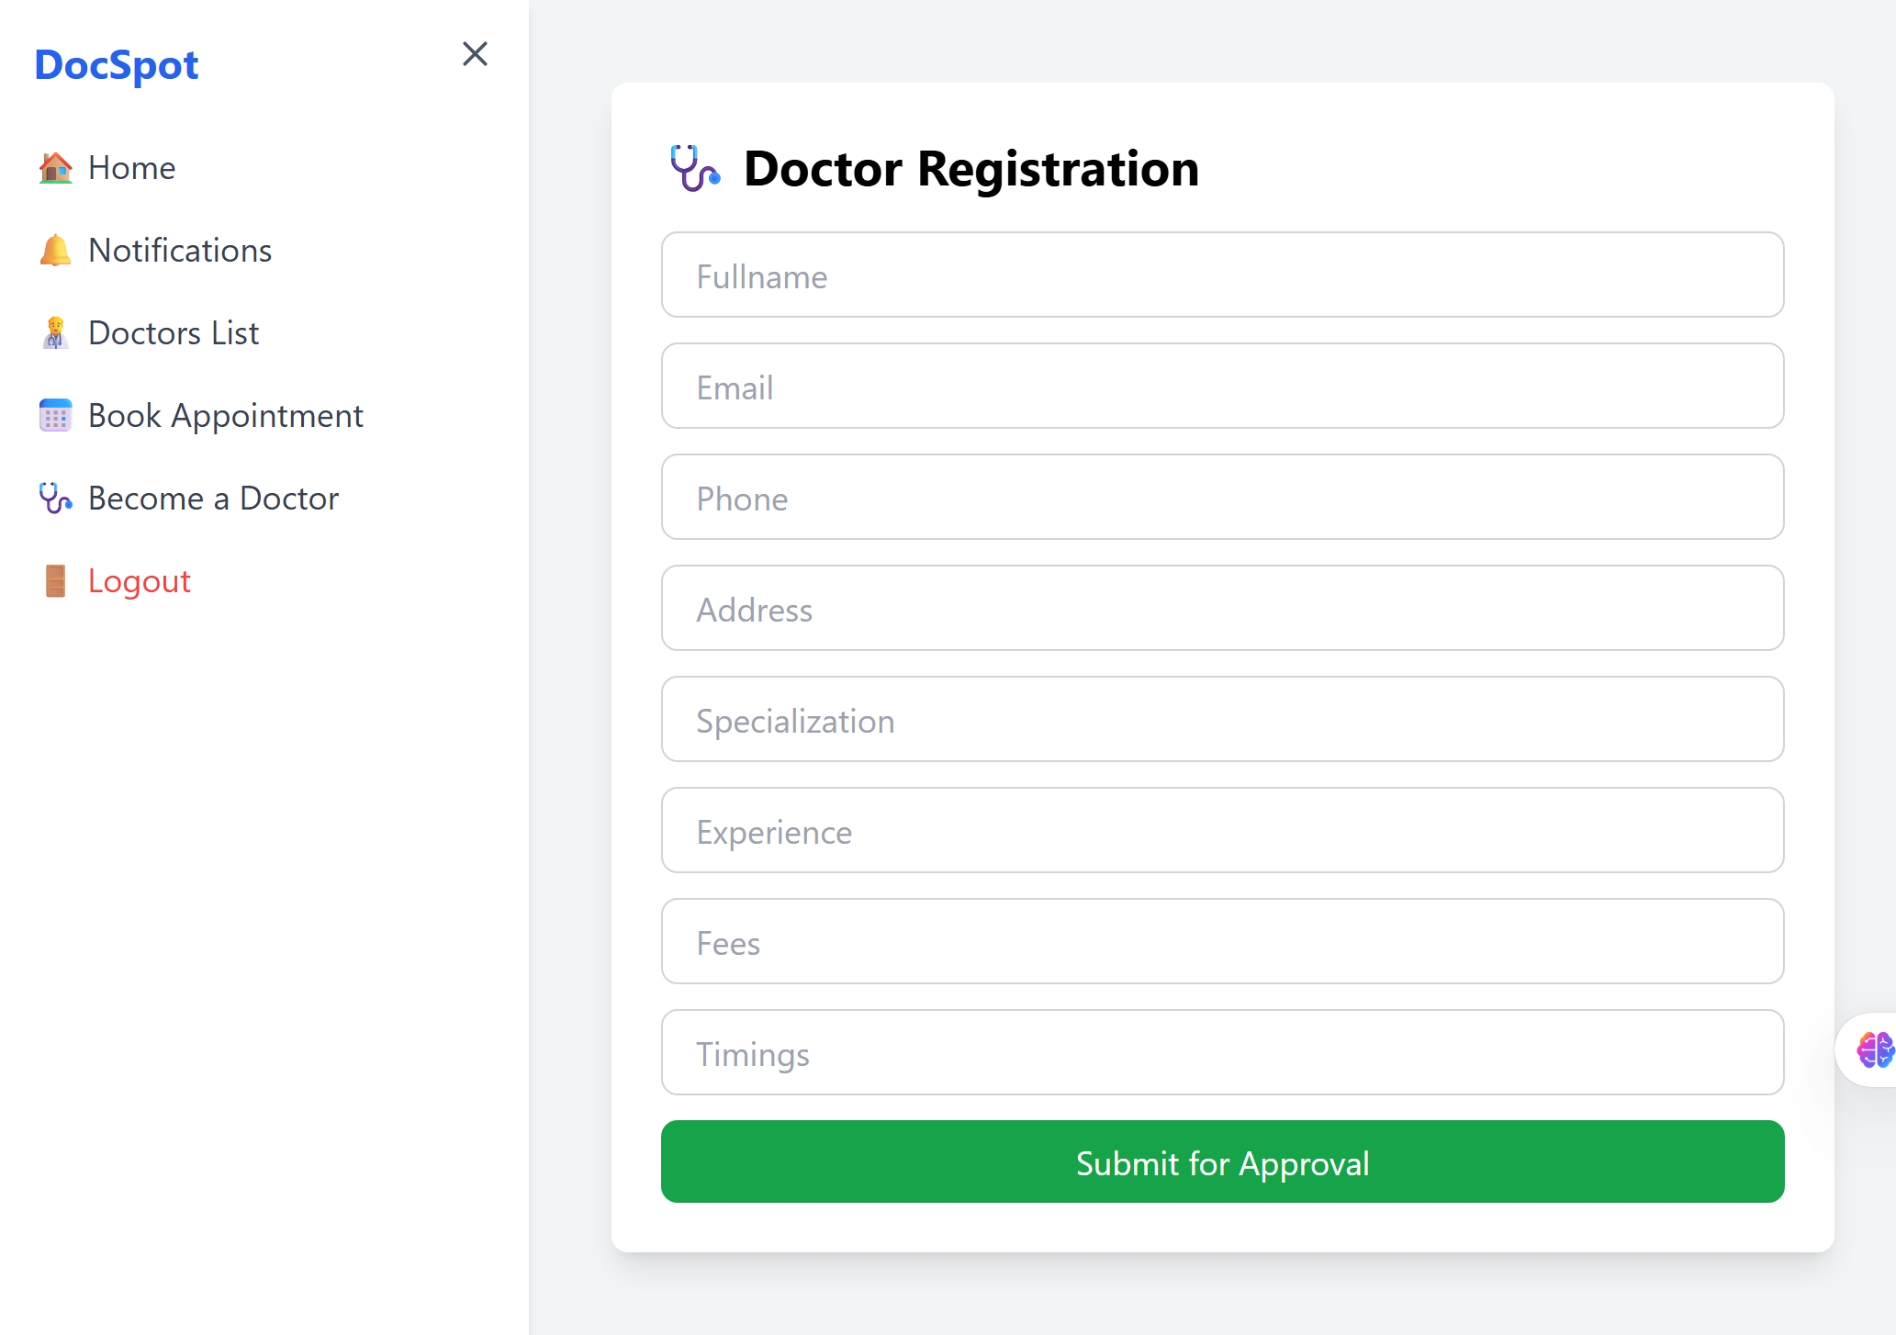 DocSpot
Home
Notifications
Doctors List
Book Appointment
Become a Doctor
Logout
Doctor Registration
Fullname
Email
Phone
Address
Specialization
Experience
Fees
Timings
Submit for Approval